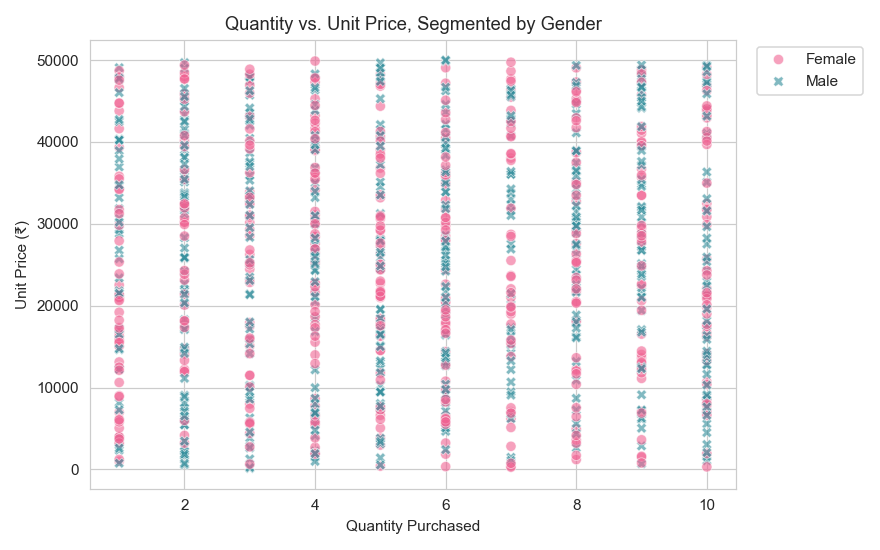 Quantity vs. Unit Price, Segmented by Gender
Female
Male
50000
40000
30000
20000
10000
0
Unit Price (₹)
2
4
6
8
10
Quantity Purchased